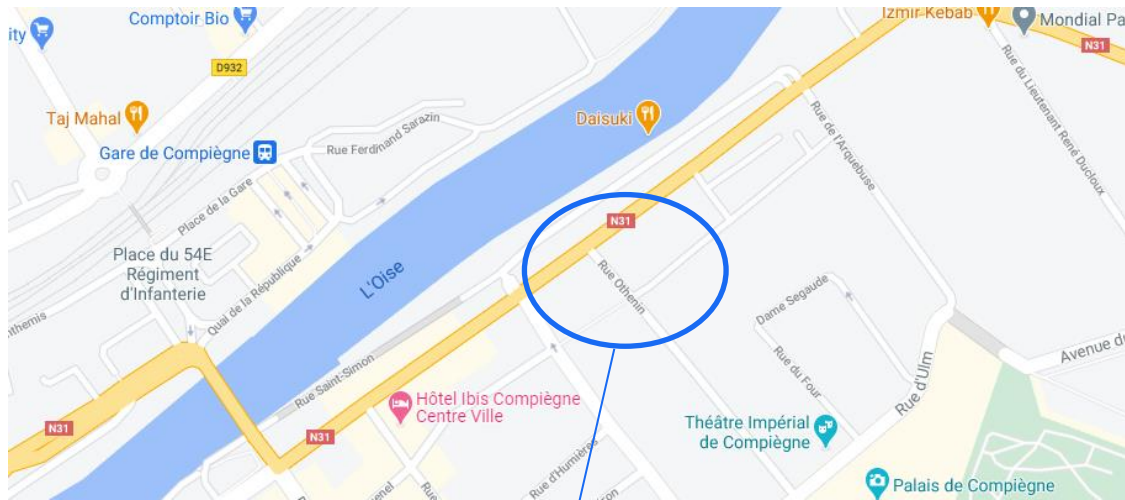 Comptoir Bio
ity
D932
Taj Mahal
Gare de Compiègne
Rue Ferdinand Sarazin
Place de la Gare
Place du 54E
Régiment
d'Infanterie
Quai de la République
L'Oise
Rue Saint-Simon
N31
N31
Hôtel Ibis Compiègne
Centre Ville
Rue d'Humières
Daisuki
N31
Rue Othenin
Izmir Kebab
Mondial Pa
N31
Rue du Lieutenant René Ducloux
Rue de l'Arquebuse
Dame Segaude
Rue du Four
Rue d'Ulm
Avenue du
Théâtre Impérial
de Compiègne
Palais de Compiègne